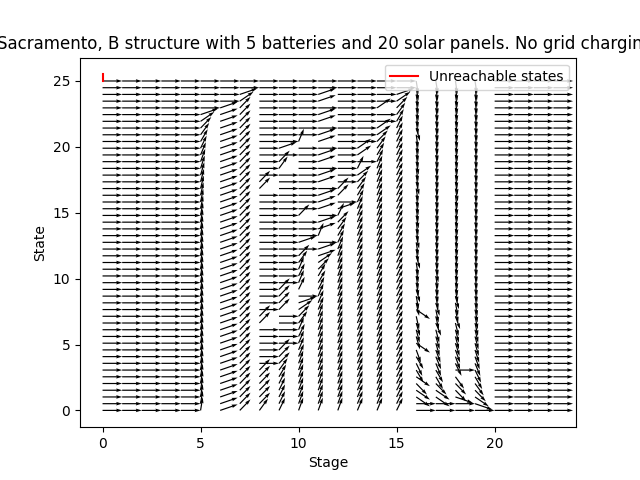 Sacramento, B structure with 5 batteries and 20 solar panels. No grid chargin
Unreachable states
25
20
15
10
5
0
State
0 5 10 15 20
Stage